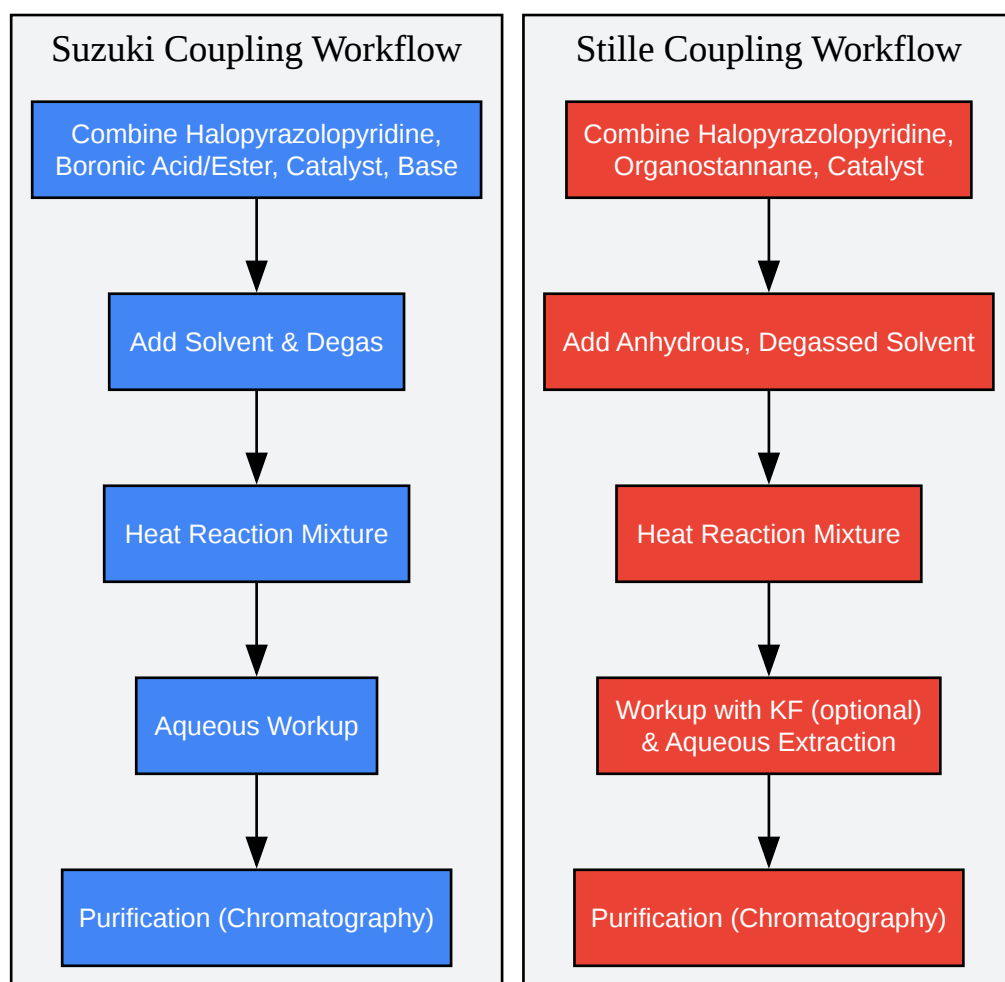 Suzuki Coupling Workflow
Combine Halopyrazolopyridine,
Boronic Acid/Ester, Catalyst, Base
Add Solvent & Degas
Heat Reaction Mixture
Aqueous Workup
Purification (Chromatography)
Stille Coupling Workflow
Combine Halopyrazolopyridine,
Organostannane, Catalyst
Add Anhydrous, Degassed Solvent
Heat Reaction Mixture
Workup with KF (optional)
& Aqueous Extraction
Purification (Chromatography)